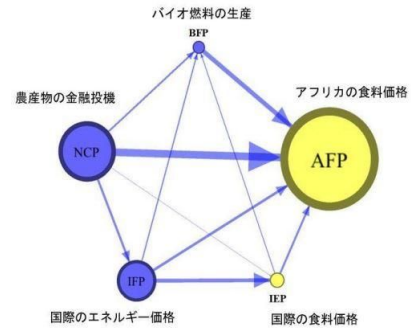 バイオ燃料の生産
BFP
農産物の金融投機
アフリカの食料価格
NCP
AFP
IFP
IEP
国際のエネルギー価格
国際の食料価格